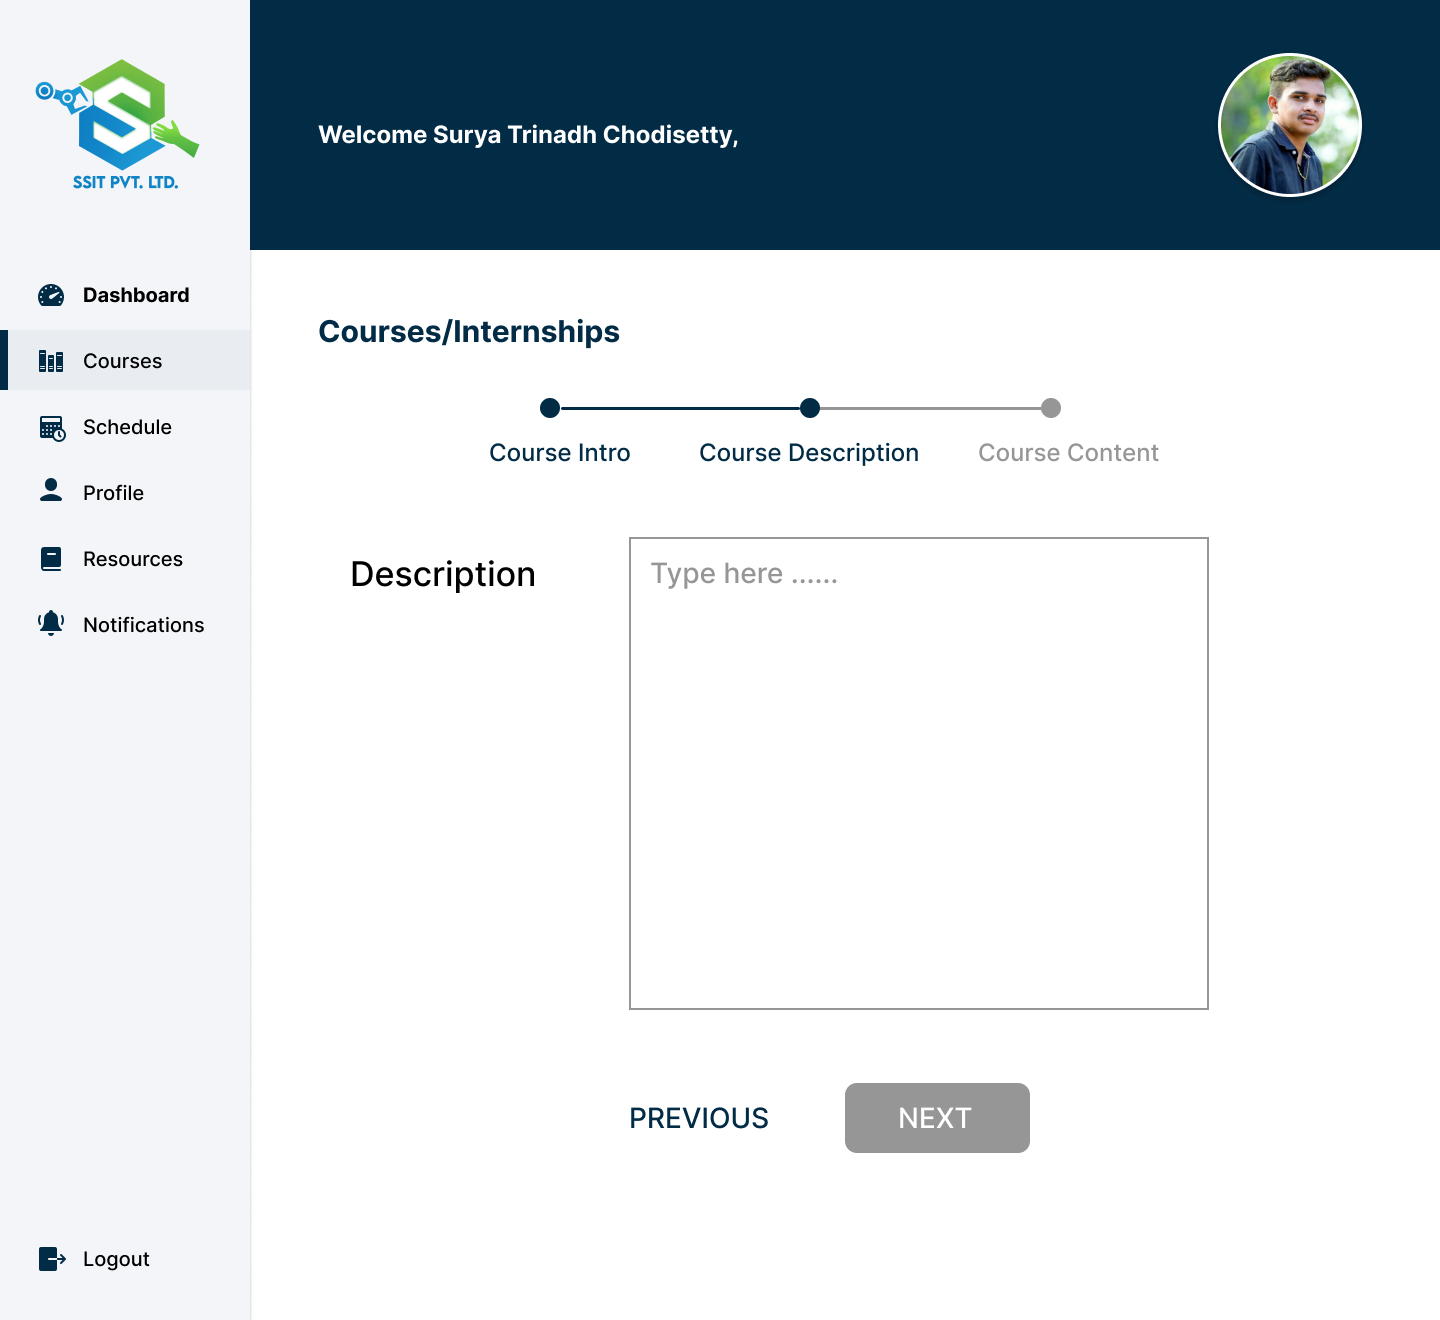 SSIT PVT. LTD.
Welcome Surya Trinadh Chodisetty,
Dashboard
Courses
Schedule
Profile
Resources
Notifications
Logout
Courses/Internships
Course Intro
Course Description
Course Content
Description
Type here ......
PREVIOUS
NEXT